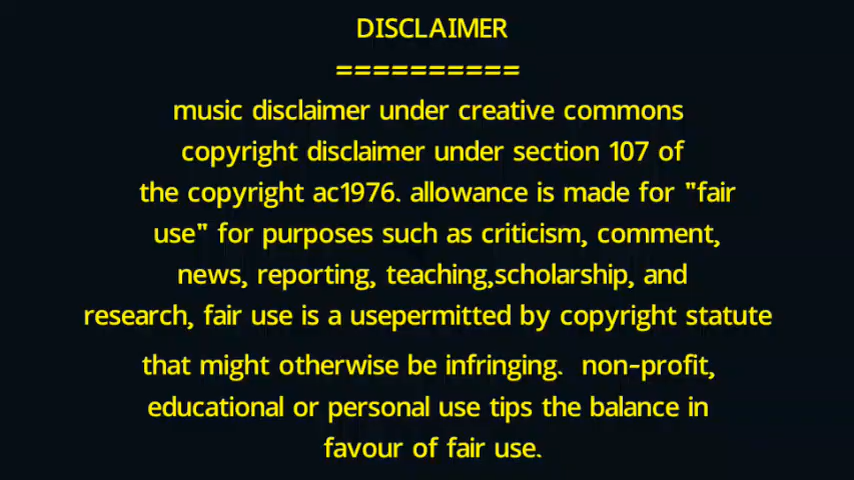 DISCLAIMER
==========
music disclaimer under creative commons
copyright disclaimer under section 107 of
the copyright ac1976. allowance is made for "fair
use" for purposes such as criticism, comment,
news, reporting, teaching,scholarship, and
research, fair use is a usepermitted by copyright statute
that might otherwise be infringing.  non-profit,
educational or personal use tips the balance in
favour of fair use.